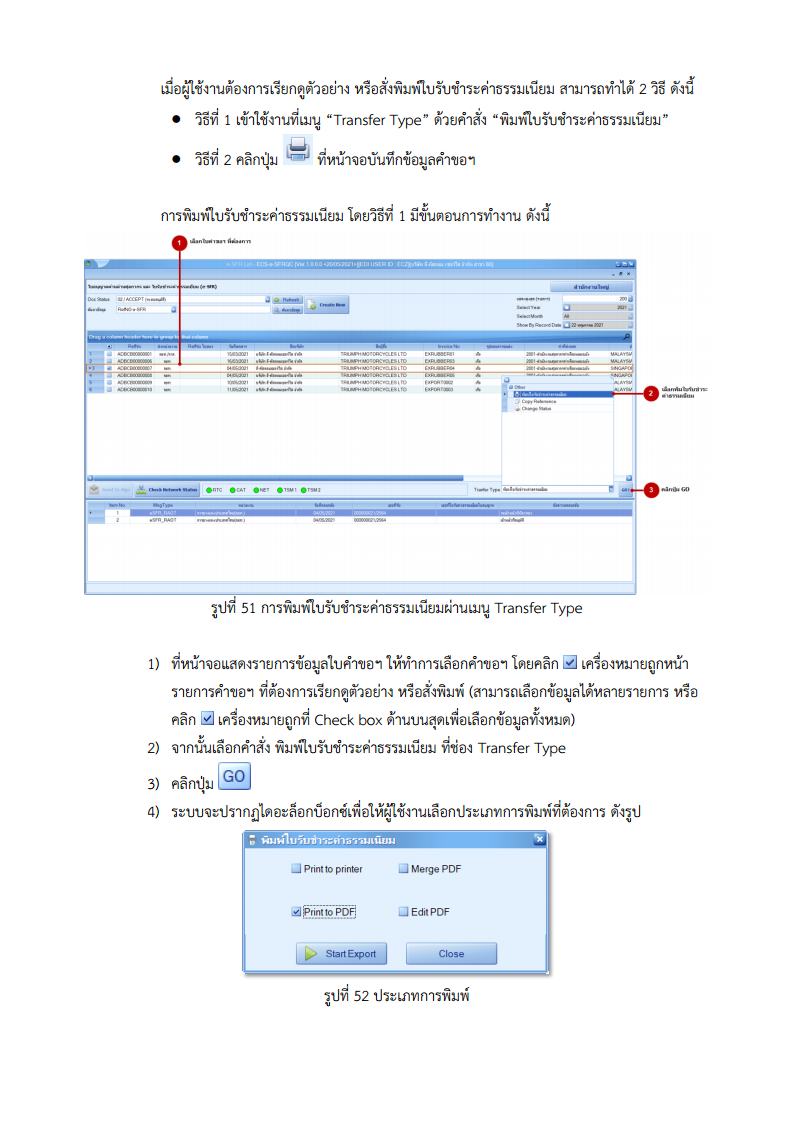 เมื่อผู้ใช้งานต้องการเรียกดูตัวอย่าง หรือสั่งพิมพ์ใบรับชำระค่าธรรมเนียม สามารถทำได้ 2 วิธี ดังนี้
● วิธีที่ 1 เข้าใช้งานที่เมนู “Transfer Type” ด้วยคำสั่ง “พิมพ์ใบรับชำระค่าธรรมเนียม”
● วิธีที่ 2 คลิกปุ่ม ที่หน้าจอบันทึกข้อมูลคำขอฯ
การพิมพ์ใบรับชำระค่าธรรมเนียม โดยวิธีที่ 1 มีขั้นตอนการทำงาน ดังนี้
1 เลือกใบคำขอฯ ที่ต้องการ
สำนักงานใหญ่
Doc Status 02 / ACCEPT Refresh Create New
RefNO e-SFR
200
Select Year 2021
Select Month All
Show By Record Date 22 พฤษภาคม 2021
Drag a column header here to group by that column
1 ADBCB00000001 15/03/2021 TRIUMPH MOTORCYCLES LTD EXRUBBER01
2 ADBCB00000006 16/03/2021 TRIUMPH MOTORCYCLES LTD EXRUBBER03
3 ADBCB00000007 04/05/2021 TRIUMPH MOTORCYCLES LTD EXRUBBER04
4 ADBCB00000008 04/05/2021 TRIUMPH MOTORCYCLES LTD EXRUBBER05
5 ADBCB00000009 10/05/2021 TRIUMPH MOTORCYCLES LTD EXPORT0002
6 ADBCB00000010 11/05/2021 TRIUMPH MOTORCYCLES LTD EXPORT0003
Other
พิมพ์ใบรับชำระค่าธรรมเนียม
Copy Reference
Change Status
2 เลือกพิมพ์ใบรับชำระ
ค่าธรรมเนียม
Check Network Status RTC CAT NET TSM 1 TSM 2
Tranfer Type พิมพ์ใบรับชำระค่าธรรมเนียม GO
3 คลิกปุ่ม GO
Item No MsgType
1 eSFR_RAOT 04/05/2021 000000021/2564
2 eSFR_RAOT 04/05/2021 000000021/2564
รูปที่ 51 การพิมพ์ใบรับชำระค่าธรรมเนียมผ่านเมนู Transfer Type
1) ที่หน้าจอแสดงรายการข้อมูลใบคำขอฯ ให้ทำการเลือกคำขอฯ โดยคลิก เครื่องหมายถูกหน้า
รายการคำขอฯ ที่ต้องการเรียกดูตัวอย่าง หรือสั่งพิมพ์ (สามารถเลือกข้อมูลได้หลายรายการ หรือ
คลิก เครื่องหมายถูกที่ Check box ด้านบนสุดเพื่อเลือกข้อมูลทั้งหมด)
2) จากนั้นเลือกคำสั่ง พิมพ์ใบรับชำระค่าธรรมเนียม ที่ช่อง Transfer Type
3) คลิกปุ่ม GO
4) ระบบจะปรากฏไดอะล็อกบ็อกซ์เพื่อให้ผู้ใช้งานเลือกประเภทการพิมพ์ที่ต้องการ ดังรูป
พิมพ์ใบรับชำระค่าธรรมเนียม
Print to printer Merge PDF
Print to PDF Edit PDF
Start Export Close
รูปที่ 52 ประเภทการพิมพ์